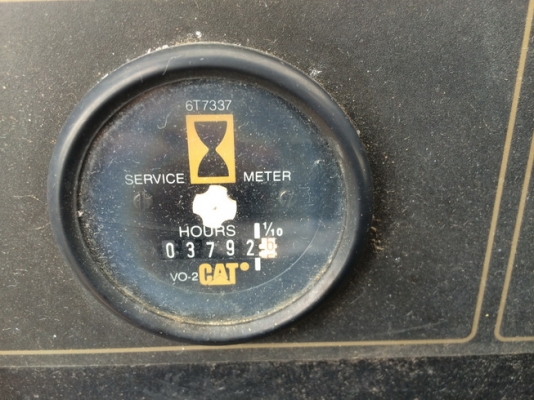 6T7337
SERVICE METER
HOURS 1/10
03792
VO-2 CAT